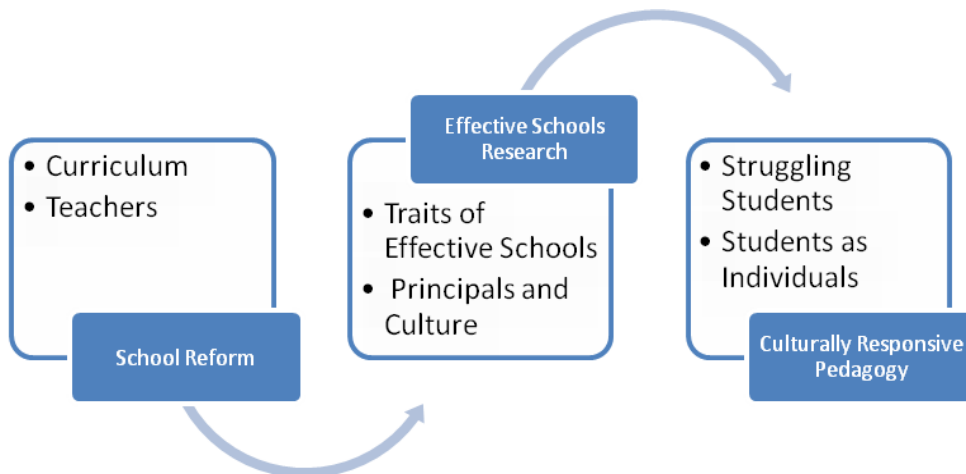 • Curriculum
• Teachers
School Reform
Effective Schools
Research
• Traits of
Effective Schools
• Principals and
Culture
• Struggling
Students
• Students as
Individuals
Culturally Responsive
Pedagogy